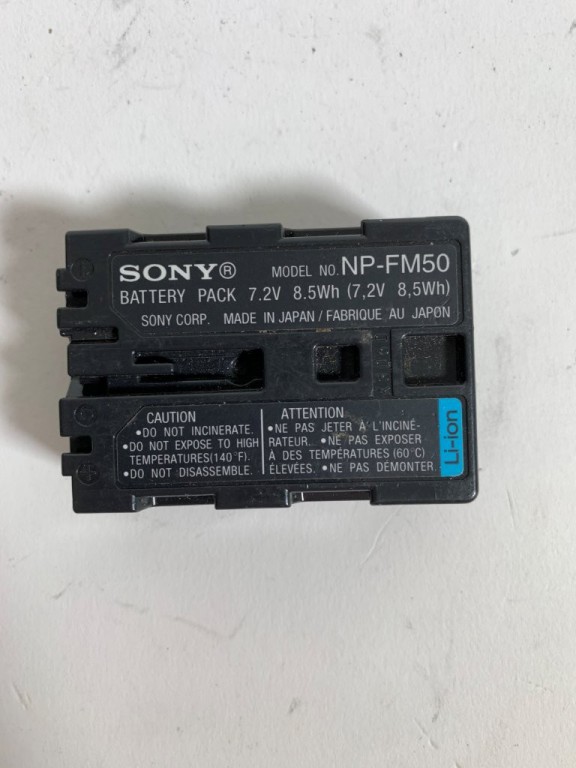 SONY® MODEL NO. NP-FM50
BATTERY PACK 7.2V 8.5Wh (7,2V 8,5Wh)
SONY CORP. MADE IN JAPAN / FABRIQUE AU JAPON
CAUTION
•DO NOT INCINERATE.
•DO NOT EXPOSE TO HIGH
TEMPERATURES(140°F).
•DO NOT DISASSEMBLE.
ATTENTION
•NE PAS JETER À L'INCINÉ-
RATEUR. •NE PAS EXPOSER
À DES TEMPÉRATURES (60°C)
ÉLEVÉES. •NE PAS DÉMONTER.
Li-ion